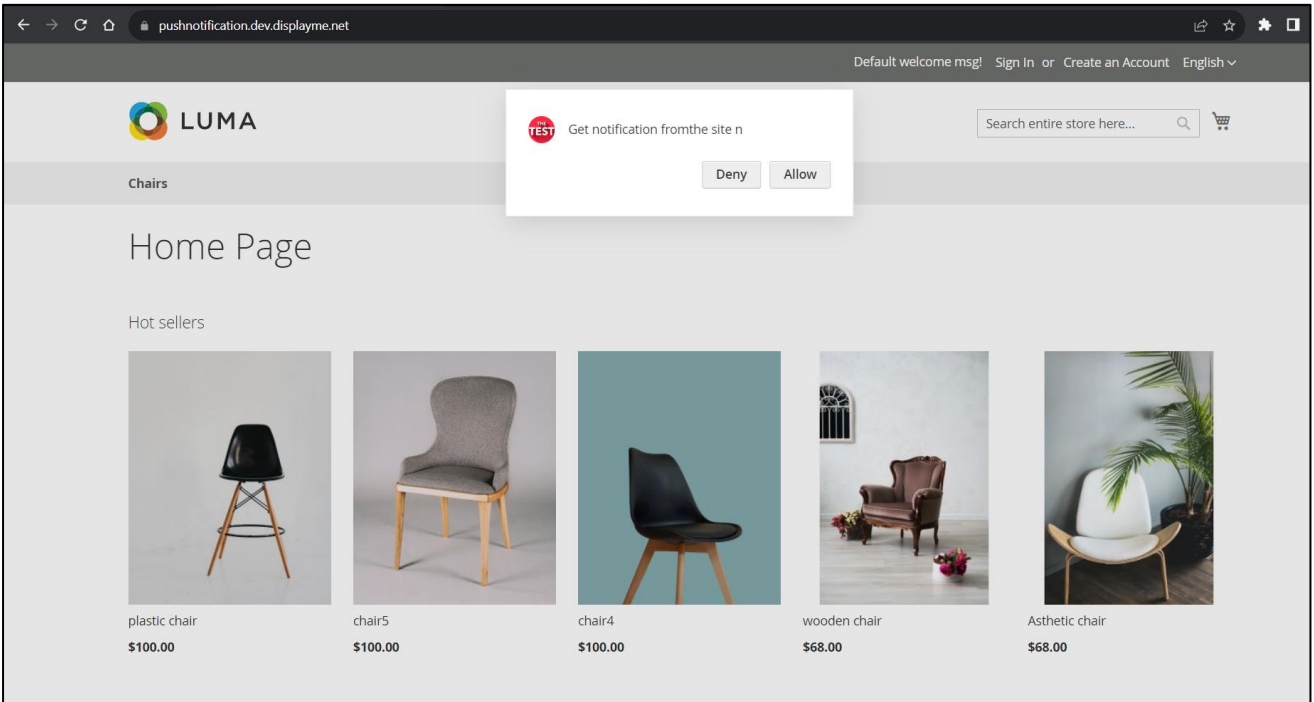 pushnotification.dev.displayme.net
Default welcome msg! Sign In or Create an Account English
LUMA
THE
TEST
Get notification fromthe site n
Search entire store here...
Deny Allow
Chairs
Home Page
Hot sellers
plastic chair chair5 chair4 wooden chair Asthetic chair
$100.00 $100.00 $100.00 $68.00 $68.00